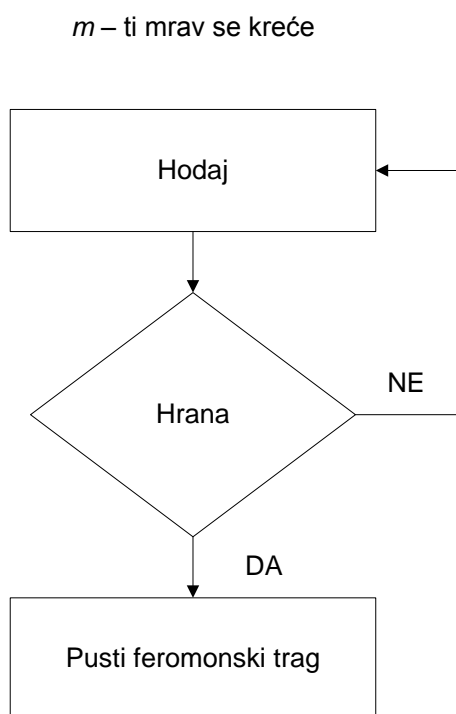 m – ti mrav se kreće
Hodaj
Hrana
NE
DA
Pusti feromonski trag